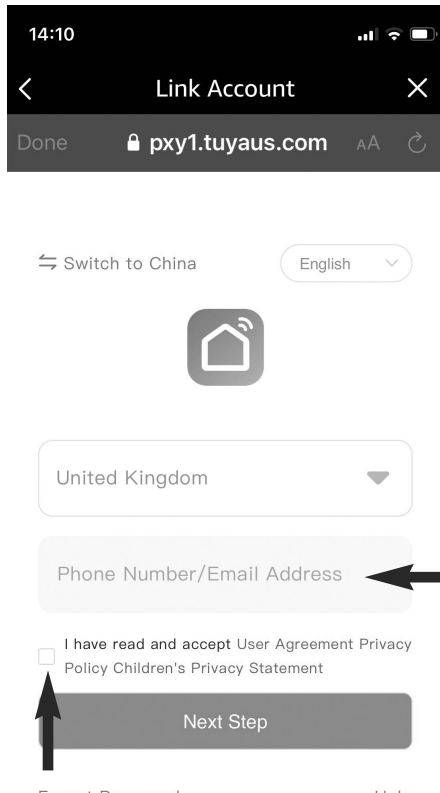 14:10
Link Account
Done pxy1.tuyaus.com AA
Switch to China English
United Kingdom
Phone Number/Email Address
I have read and accept User Agreement Privacy
Policy Children's Privacy Statement
Next Step